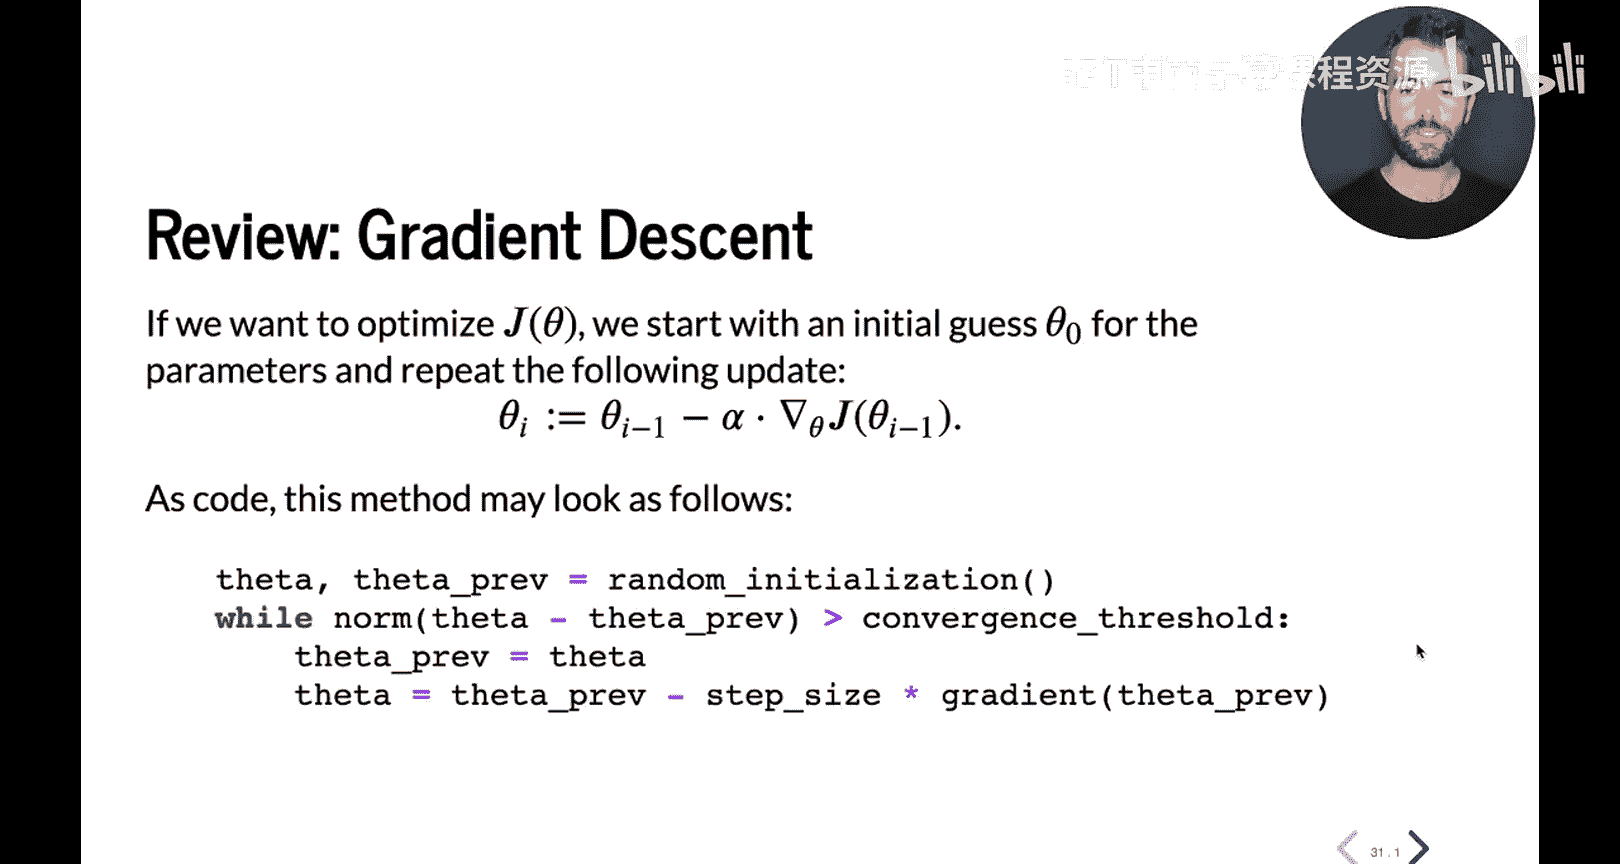 程资源 bilibili
Review: Gradient Descent
If we want to optimize J(θ), we start with an initial guess θ₀ for the
parameters and repeat the following update:
θᵢ := θᵢ₋₁ − α · ∇_θ J(θᵢ₋₁).
As code, this method may look as follows:
theta, theta_prev = random_initialization()
while norm(theta - theta_prev) > convergence_threshold:
    theta_prev = theta
    theta = theta_prev - step_size * gradient(theta_prev)
31 . 1